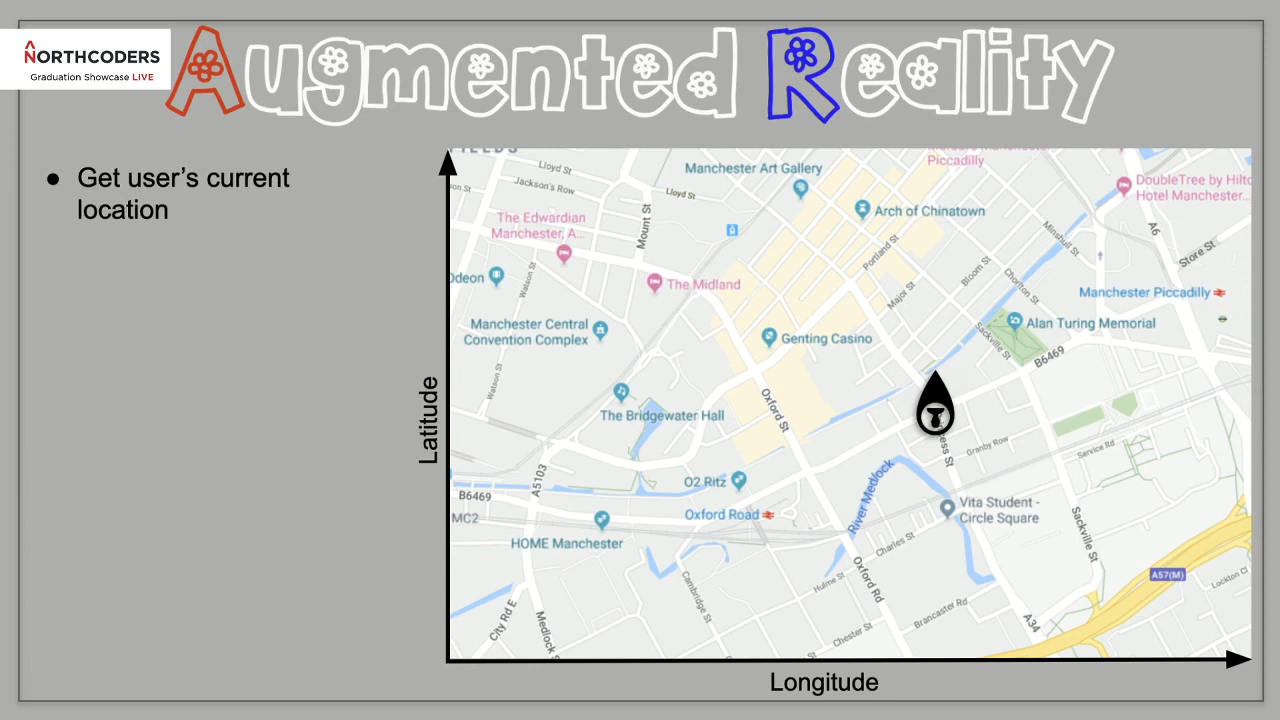 NORTHCODERS
Graduation Showcase LIVE
Augmented Reality
● Get user's current
location
Latitude
Longitude
Lloyd St
Jackson's Row
Lloyd St
Mount St
Manchester Art Gallery
Piccadilly
DoubleTree by Hilto
Hotel Manchester...
Arch of Chinatown
The Edwardian
Manchester, A...
A6
Store St
Minshull St
Portland St
Bloom St
Chorlton St
Major St
Odeon
Watson St
The Midland
Manchester Piccadilly
Manchester Central
Convention Complex
Genting Casino
Alan Turing Memorial
Sackville St
B6469
Watson St
The Bridgewater Hall
Oxford St
ess St
Granby Row
Service Rd
A5103
O2 Ritz
River Medlock
B6469
MC2
Oxford Road
Vita Student -
Circle Square
HOME Manchester
Charles St
Sackville St
Hulme St
Oxford Rd
A57(M)
Lockton Cl
Cambridge St
City Rd E
Medlock S
Chester St
Brancaster Rd
A34